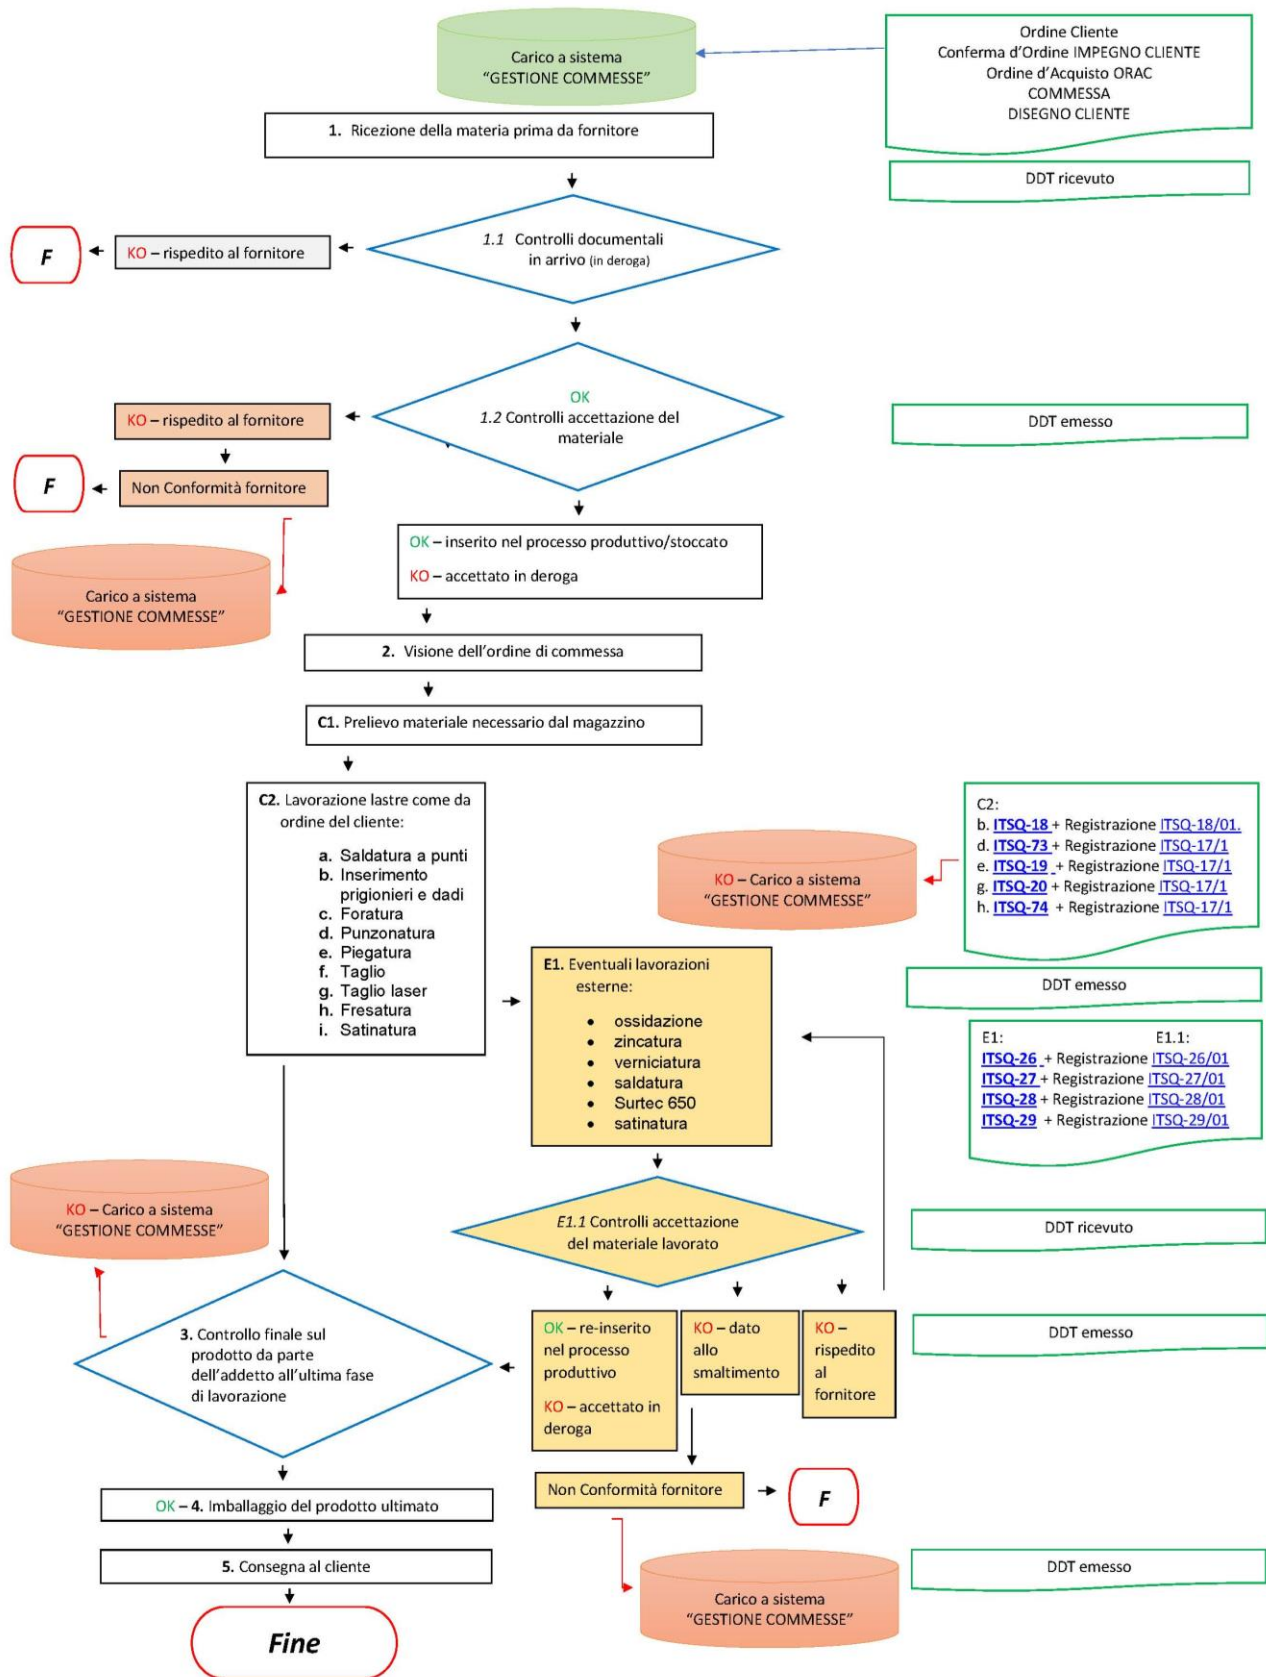 Carico a sistema
“GESTIONE COMMESSE”
Ordine Cliente
Conferma d’Ordine IMPEGNO CLIENTE
Ordine d’Acquisto ORAC
COMMESSA
DISEGNO CLIENTE
1. Ricezione della materia prima da fornitore
DDT ricevuto
1.1 Controlli documentali
in arrivo (in deroga)
KO – rispedito al fornitore
F
OK
1.2 Controlli accettazione del
materiale
KO – rispedito al fornitore
DDT emesso
Non Conformità fornitore
F
OK – inserito nel processo produttivo/stoccato
KO – accettato in deroga
Carico a sistema
“GESTIONE COMMESSE”
2. Visione dell’ordine di commessa
C1. Prelievo materiale necessario dal magazzino
C2. Lavorazione lastre come da
ordine del cliente:
a. Saldatura a punti
b. Inserimento
prigionieri e dadi
c. Foratura
d. Punzonatura
e. Piegatura
f. Taglio
g. Taglio laser
h. Fresatura
i. Satinatura
KO – Carico a sistema
“GESTIONE COMMESSE”
C2:
b. ITSQ-18 + Registrazione ITSQ-18/01.
d. ITSQ-73 + Registrazione ITSQ-17/1
e. ITSQ-19 + Registrazione ITSQ-17/1
g. ITSQ-20 + Registrazione ITSQ-17/1
h. ITSQ-74 + Registrazione ITSQ-17/1
E1. Eventuali lavorazioni
esterne:
• ossidazione
• zincatura
• verniciatura
• saldatura
• Surtec 650
• satinatura
DDT emesso
E1: E1.1:
ITSQ-26 + Registrazione ITSQ-26/01
ITSQ-27 + Registrazione ITSQ-27/01
ITSQ-28 + Registrazione ITSQ-28/01
ITSQ-29 + Registrazione ITSQ-29/01
KO – Carico a sistema
“GESTIONE COMMESSE”
E1.1 Controlli accettazione
del materiale lavorato
DDT ricevuto
3. Controllo finale sul
prodotto da parte
dell’addetto all’ultima fase
di lavorazione
OK – re-inserito
nel processo
produttivo
KO – accettato in
deroga
KO – dato
allo
smaltimento
KO –
rispedito
al
fornitore
DDT emesso
OK – 4. Imballaggio del prodotto ultimato
Non Conformità fornitore
F
5. Consegna al cliente
Carico a sistema
“GESTIONE COMMESSE”
DDT emesso
Fine